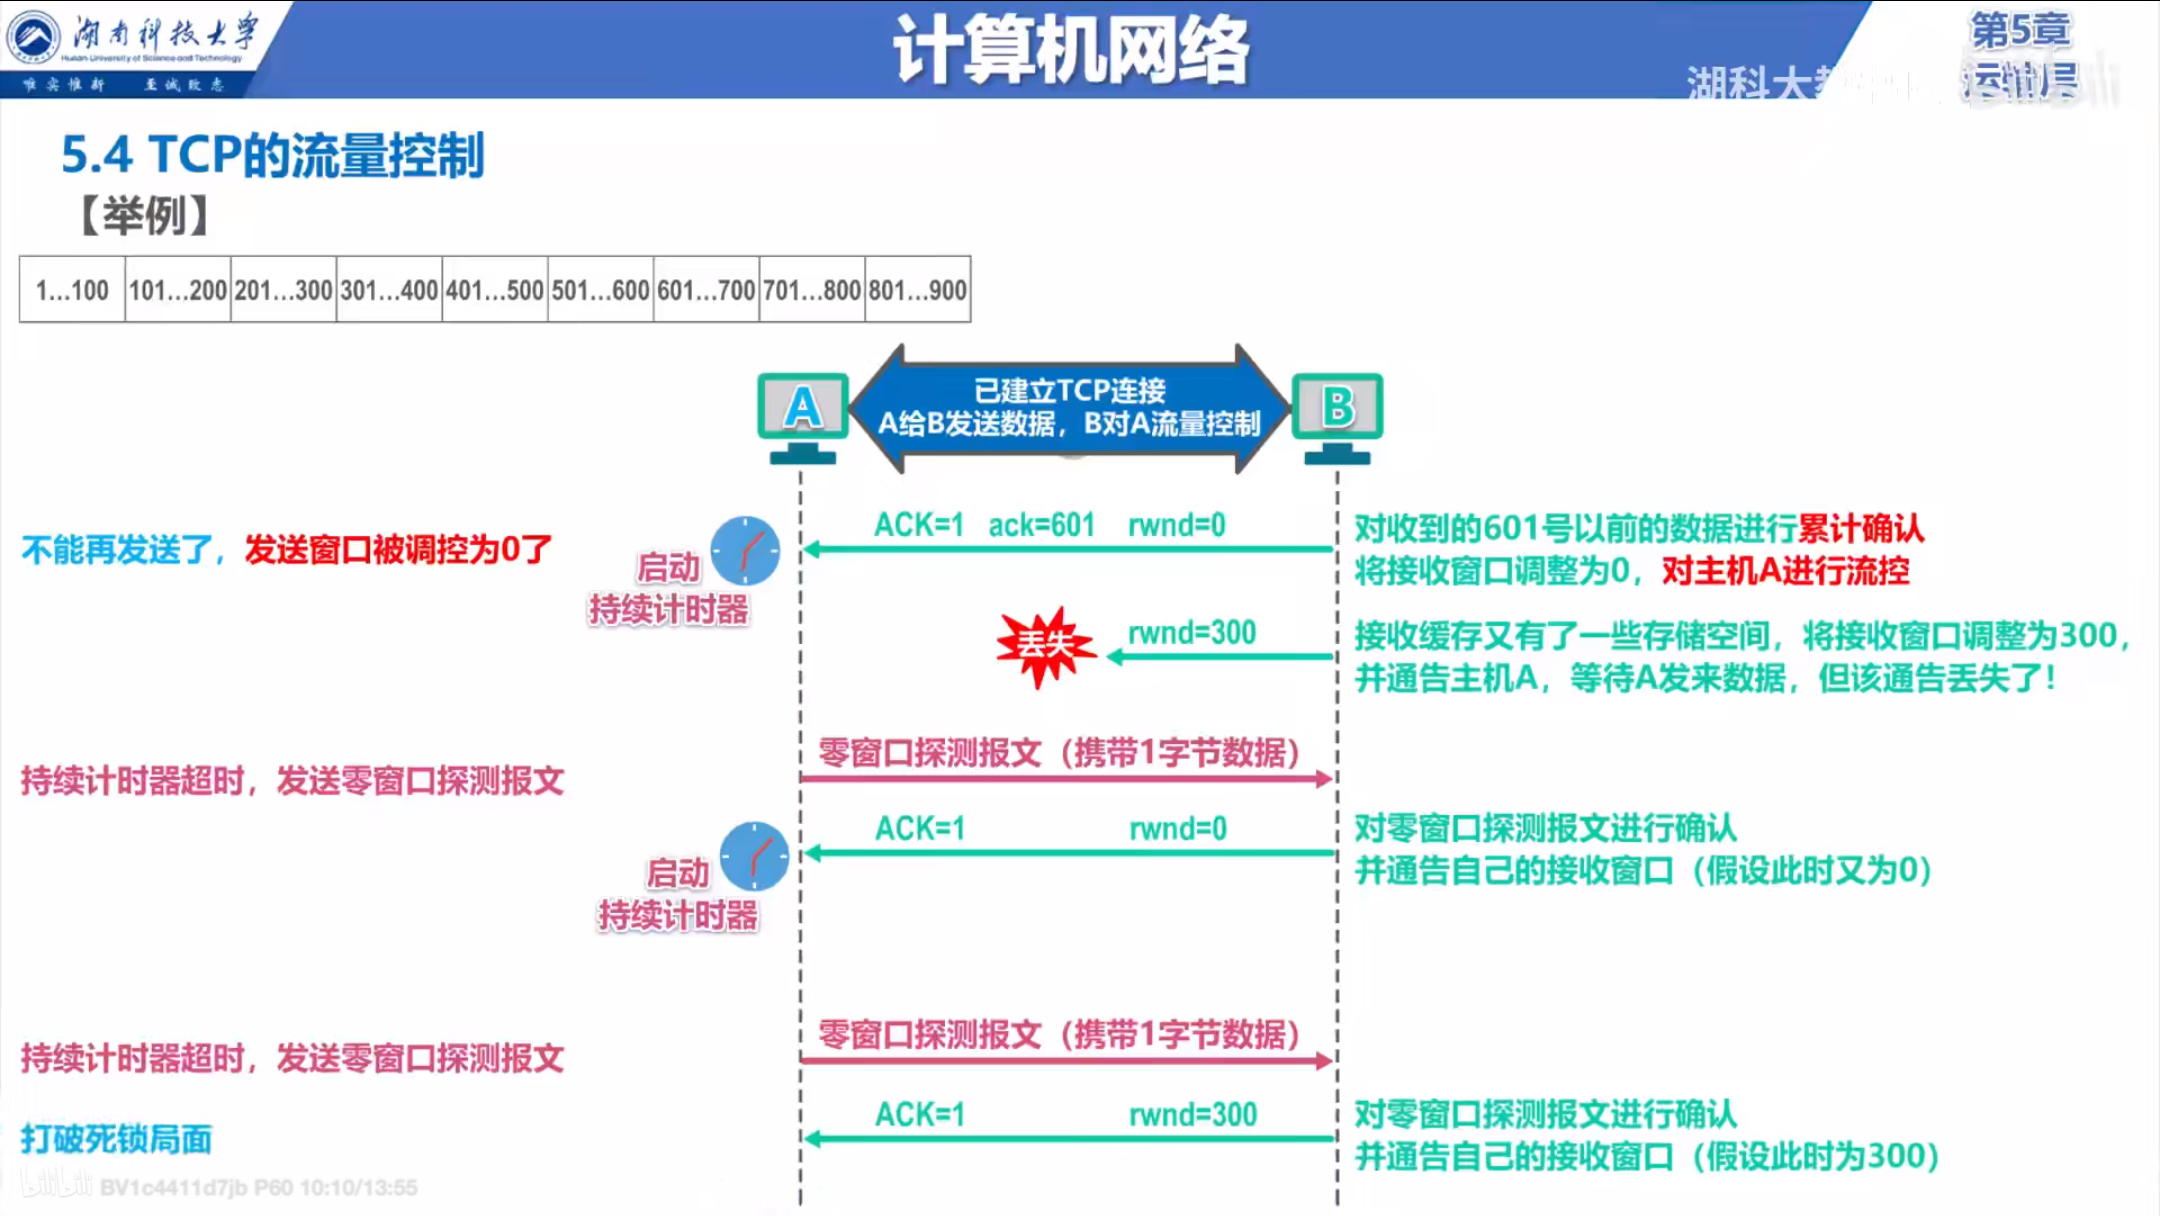 湖南科技大学
Hunan University of Science and Technology
唯实惟新 至诚致志
计算机网络
第5章
运输层
湖科大教
5.4 TCP的流量控制
【举例】
1…100 101…200 201…300 301…400 401…500 501…600 601…700 701…800 801…900
A
已建立TCP连接
A给B发送数据，B对A流量控制
B
不能再发送了，发送窗口被调控为0了
启动
持续计时器
ACK=1 ack=601 rwnd=0
对收到的601号以前的数据进行累计确认
将接收窗口调整为0，对主机A进行流控
丢失
rwnd=300
接收缓存又有了一些存储空间，将接收窗口调整为300，
并通告主机A，等待A发来数据，但该通告丢失了！
持续计时器超时，发送零窗口探测报文
零窗口探测报文（携带1字节数据）
启动
持续计时器
ACK=1 rwnd=0
对零窗口探测报文进行确认
并通告自己的接收窗口（假设此时又为0）
持续计时器超时，发送零窗口探测报文
零窗口探测报文（携带1字节数据）
打破死锁局面
ACK=1 rwnd=300
对零窗口探测报文进行确认
并通告自己的接收窗口（假设此时为300）
bilibili BV1c4411d7jb P60 10:10/13:55